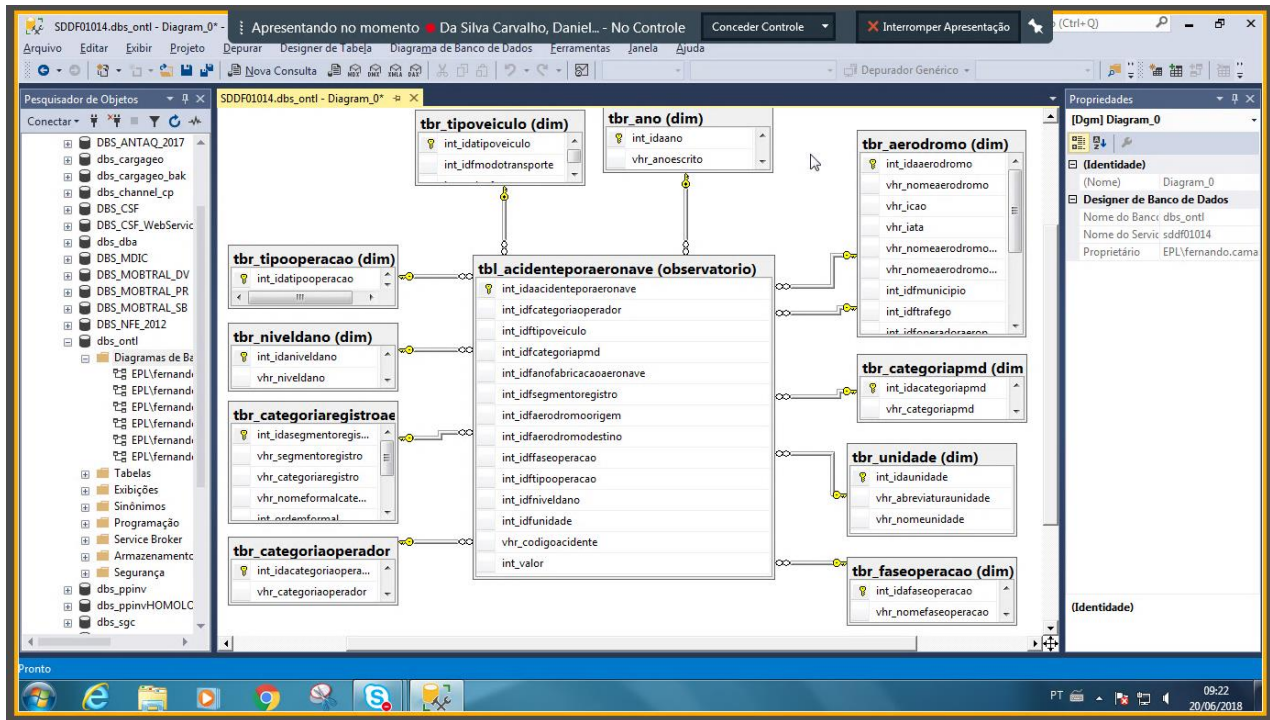 SDDF01014.dbs_ontl - Diagram_0* -
Apresentando no momento Da Silva Carvalho, Daniel... - No Controle
Conceder Controle
Interromper Apresentação
(Ctrl+Q)
Arquivo Editar Exibir Projeto Depurar Designer de Tabela Diagrama de Banco de Dados Ferramentas Janela Ajuda
Nova Consulta
Depurador Genérico
Pesquisador de Objetos
Conectar
DBS_ANTAQ_2017
dbs_cargageo
dbs_cargageo_bak
dbs_channel_cp
DBS_CSF
DBS_CSF_WebServic
dbs_dba
DBS_MDIC
DBS_MOBTRAL_DV
DBS_MOBTRAL_PR
DBS_MOBTRAL_SB
DBS_NFE_2012
dbs_ontl
Diagramas de Ba
EPL\fernand
EPL\fernand
EPL\fernand
EPL\fernand
EPL\fernand
Tabelas
Exibições
Sinônimos
Programação
Service Broker
Armazenamento
Segurança
dbs_ppinv
dbs_ppinvHOMOLC
dbs_sgc
SDDF01014.dbs_ontl - Diagram_0*
tbr_tipoveiculo (dim)
int_idatipoveiculo
int_idfmodotransporte
tbr_ano (dim)
int_idaano
vhr_anoescrito
tbr_aerodromo (dim)
int_idaaerodromo
vhr_nomeaerodromo
vhr_icao
vhr_iata
vhr_nomeaerodromo...
vhr_nomeaerodromo...
int_idfmunicipio
int_idftrafego
int_idfoperadoraeron
tbr_tipooperacao (dim)
int_idatipooperacao
tbr_niveldano (dim)
int_idaniveldano
vhr_niveldano
tbr_categoriaregistroae
int_idasegmentoregis...
vhr_segmentoregistro
vhr_categoriaregistro
vhr_nomeformalcate...
int_ordemformal
tbr_categoriaoperador
int_idacategoriaopera...
vhr_categoriaoperador
tbl_acidenteporaeronave (observatorio)
int_idaacidenteporaeronave
int_idfcategoriaoperador
int_idftipoveiculo
int_idfcategoriapmd
int_idfanofabricacaoaeronave
int_idfsegmentoregistro
int_idfaerodromoorigem
int_idfaerodromodestino
int_idffaseoperacao
int_idftipooperacao
int_idfniveldano
int_idfunidade
vhr_codigoacidente
int_valor
tbr_categoriapmd (dim
int_idacategoriapmd
vhr_categoriapmd
tbr_unidade (dim)
int_idaunidade
vhr_abreviaturaunidade
vhr_nomeunidade
tbr_faseoperacao (dim)
int_idafaseoperacao
vhr_nomefaseoperacao
Propriedades
[Dgm] Diagram_0
(Identidade)
(Nome) Diagram_0
Designer de Banco de Dados
Nome do Banco dbs_ontl
Nome do Servic sddf01014
Proprietário EPL\fernando.cama
(Identidade)
Pronto
PT
09:22
20/06/2018